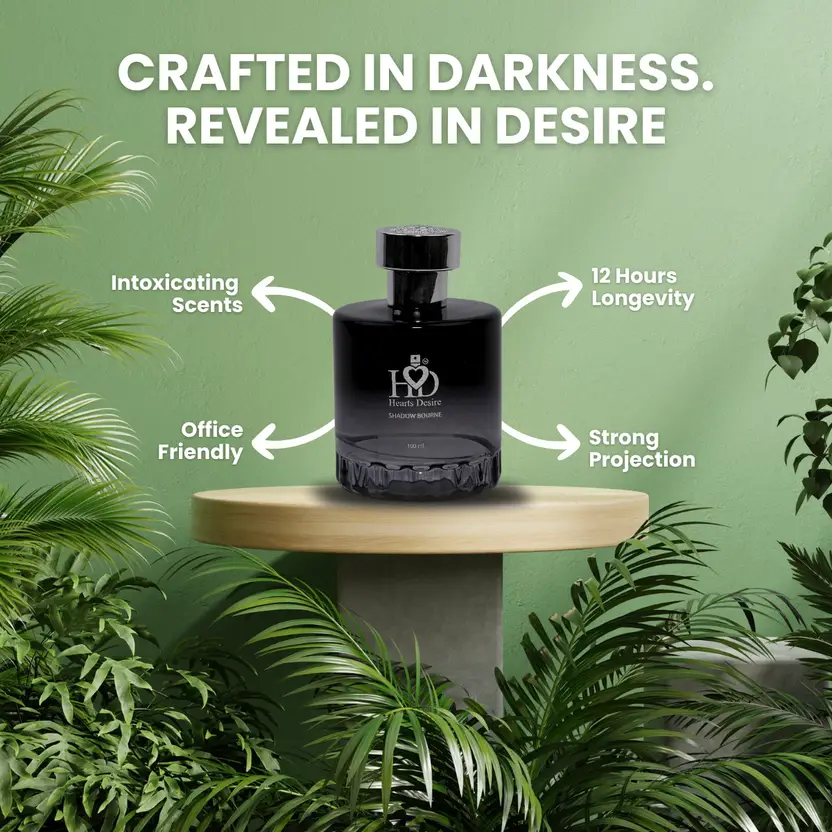 CRAFTED IN DARKNESS.
REVEALED IN DESIRE
Intoxicating
Scents
12 Hours
Longevity
HD
Hearts Desire
SHADOW BOURNE
100 ml
Office
Friendly
Strong
Projection